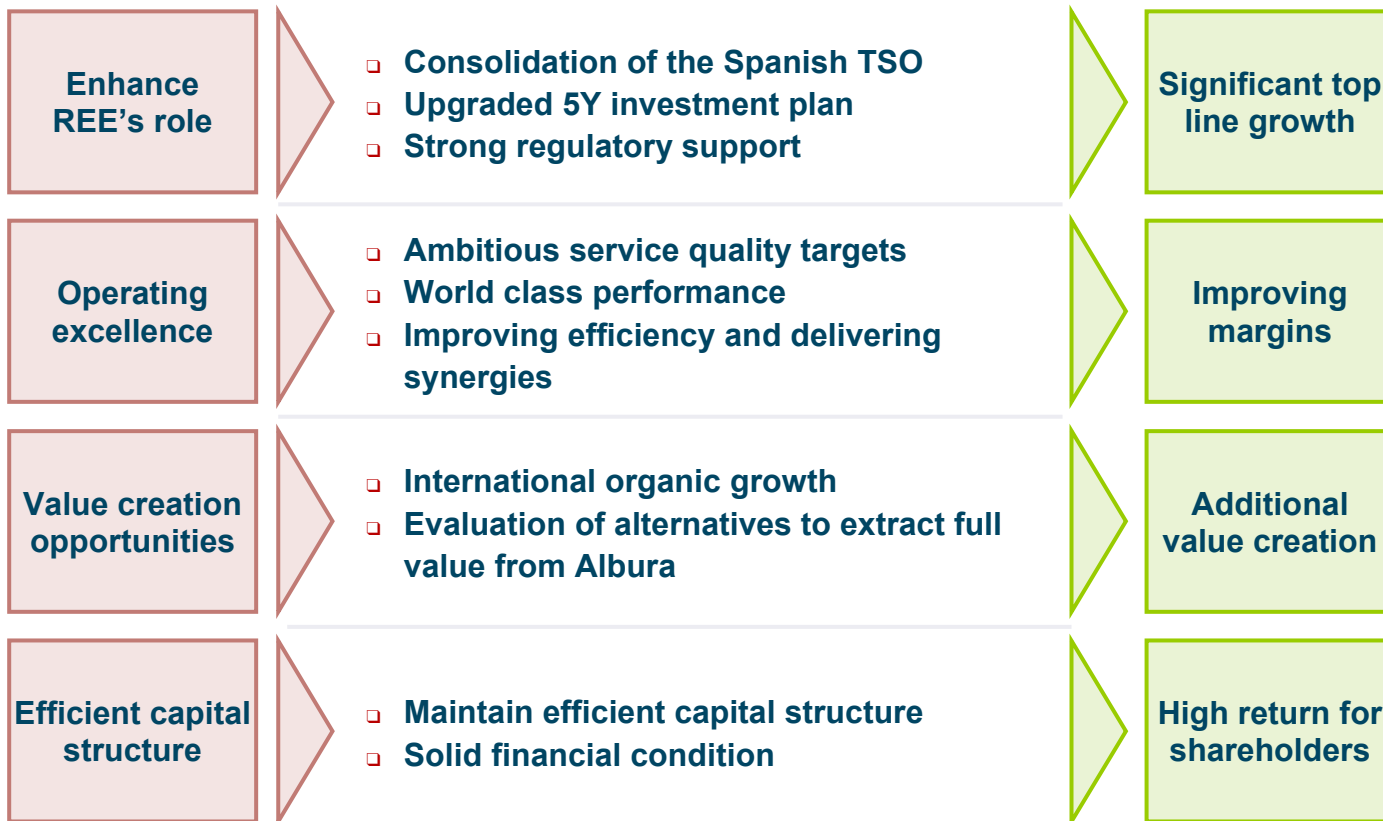 Enhance
REE's role
❑ Consolidation of the Spanish TSO
❑ Upgraded 5Y investment plan
❑ Strong regulatory support
Significant top
line growth
Operating
excellence
❑ Ambitious service quality targets
❑ World class performance
❑ Improving efficiency and delivering
synergies
Improving
margins
Value creation
opportunities
❑ International organic growth
❑ Evaluation of alternatives to extract full
value from Albura
Additional
value creation
Efficient capital
structure
❑ Maintain efficient capital structure
❑ Solid financial condition
High return for
shareholders